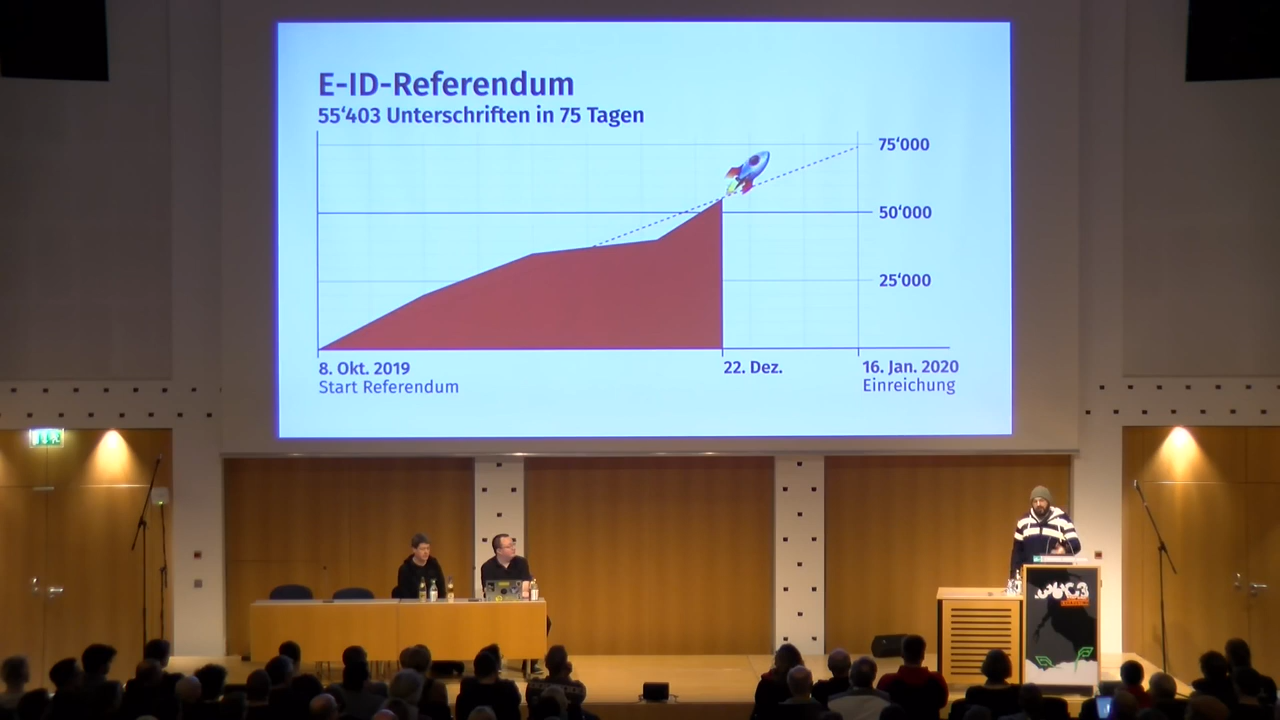 E-ID-Referendum
55‘403 Unterschriften in 75 Tagen
75‘000
50‘000
25‘000
8. Okt. 2019
Start Referendum
22. Dez.
16. Jan. 2020
Einreichung